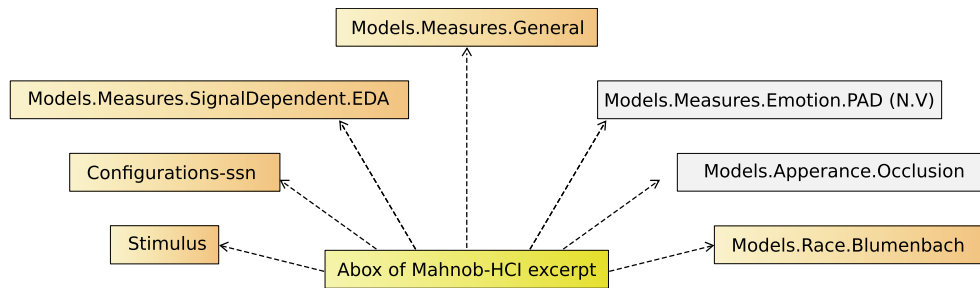 Models.Measures.General
Models.Measures.SignalDependent.EDA
Models.Measures.Emotion.PAD (N.V)
Configurations-ssn
Models.Apperance.Occlusion
Stimulus
Models.Race.Blumenbach
Abox of Mahnob-HCI excerpt